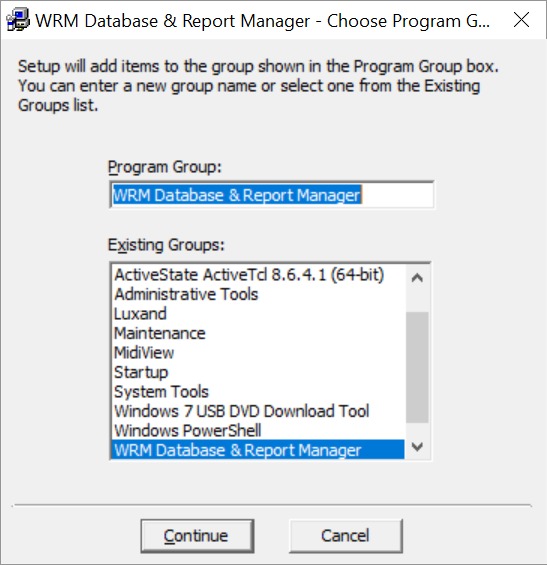 WRM Database & Report Manager - Choose Program G...
Setup will add items to the group shown in the Program Group box.
You can enter a new group name or select one from the Existing
Groups list.
Program Group:
WRM Database & Report Manager
Existing Groups:
ActiveState ActiveTcl 8.6.4.1 (64-bit)
Administrative Tools
Luxand
Maintenance
MidiView
Startup
System Tools
Windows 7 USB DVD Download Tool
Windows PowerShell
WRM Database & Report Manager
Continue
Cancel